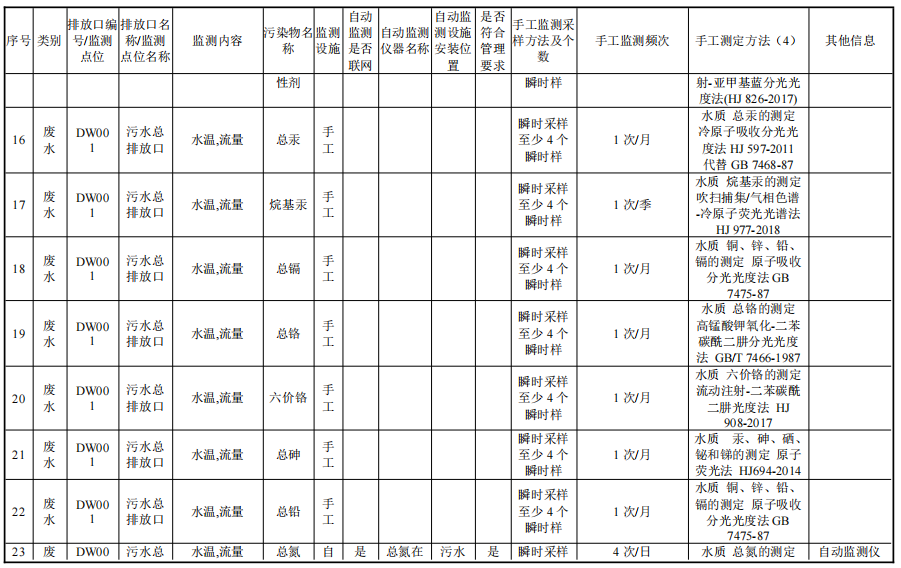 序号 类别 排放口编号/监测点位 排放口名称/监测点位名称 监测内容 污染物名称 监测设施 自动监测是否联网 自动监测仪器名称 自动监测设施安装位置 是否符合管理要求 手工监测采样方法及个数 手工监测频次 手工测定方法（4） 其他信息
性剂 瞬时样 射-亚甲基蓝分光光度法(HJ 826-2017)
16 废水 DW001 污水总排放口 水温,流量 总汞 手工 瞬时采样 至少4个瞬时样 1 次/月 水质 总汞的测定 冷原子吸收分光光度法 HJ 597-2011 代替 GB 7468-87
17 废水 DW001 污水总排放口 水温,流量 烷基汞 手工 瞬时采样 至少4个瞬时样 1 次/季 水质 烷基汞的测定 吹扫捕集/气相色谱-冷原子荧光光谱法 HJ 977-2018
18 废水 DW001 污水总排放口 水温,流量 总镉 手工 瞬时采样 至少4个瞬时样 1 次/月 水质 铜、锌、铅、镉的测定 原子吸收分光光度法 GB 7475-87
19 废水 DW001 污水总排放口 水温,流量 总铬 手工 瞬时采样 至少4个瞬时样 1 次/月 水质 总铬的测定 高锰酸钾氧化-二苯碳酰二肼分光光度法 GB/T 7466-1987
20 废水 DW001 污水总排放口 水温,流量 六价铬 手工 瞬时采样 至少4个瞬时样 1 次/月 水质 六价铬的测定 流动注射-二苯碳酰二肼光度法 HJ 908-2017
21 废水 DW001 污水总排放口 水温,流量 总砷 手工 瞬时采样 至少4个瞬时样 1 次/月 水质 汞、砷、硒、铋和锑的测定 原子荧光法 HJ694-2014
22 废水 DW001 污水总排放口 水温,流量 总铅 手工 瞬时采样 至少4个瞬时样 1 次/月 水质 铜、锌、铅、镉的测定 原子吸收分光光度法 GB 7475-87
23 废 DW00 污水总 水温,流量 总氮 自 是 总氮在 污水 是 瞬时采样 4 次/日 水质 总氮的测定 自动监测仪